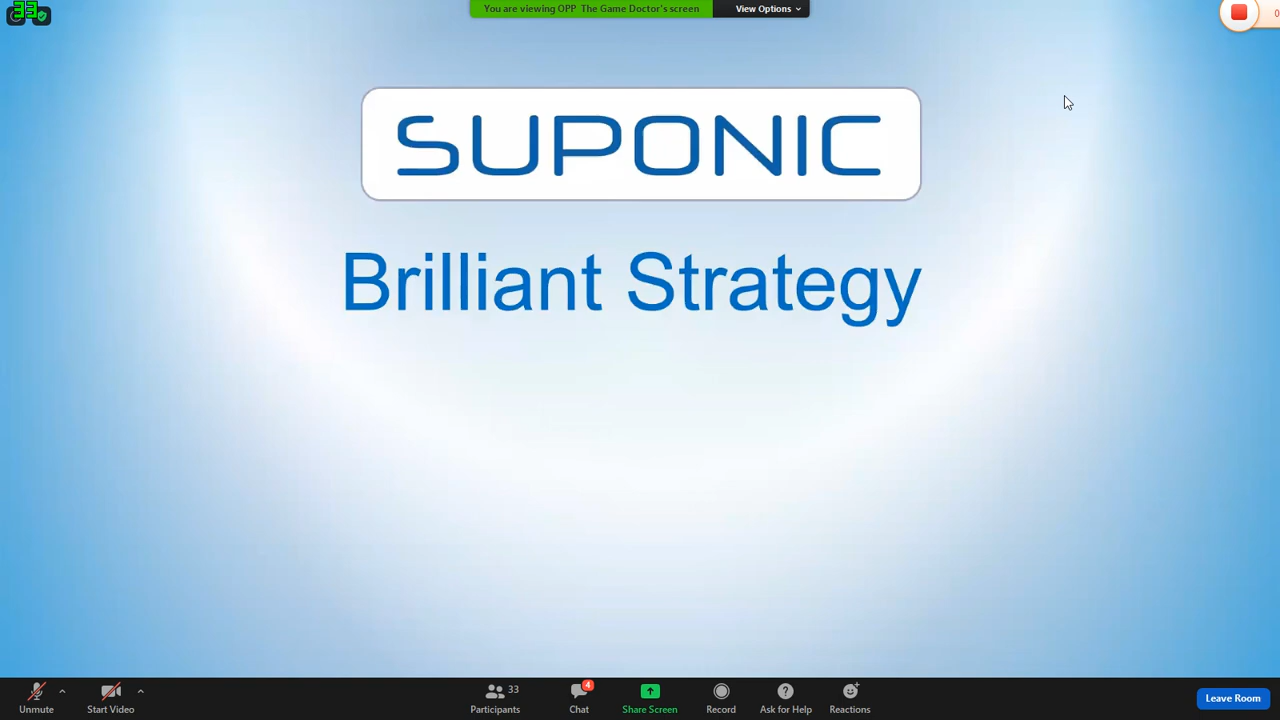 33
You are viewing OPP The Game Doctor's screen
View Options
SUPONIC
Brilliant Strategy
Unmute
Start Video
33
Participants
4
Chat
Share Screen
Record
Ask for Help
Reactions
Leave Room